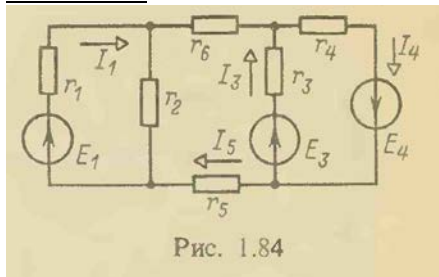 r₆ r₄
I₁ I₄
r₁ r₂ I₃ r₃
E₁ I₅ E₃ E₄
r₅
Рис. 1.84